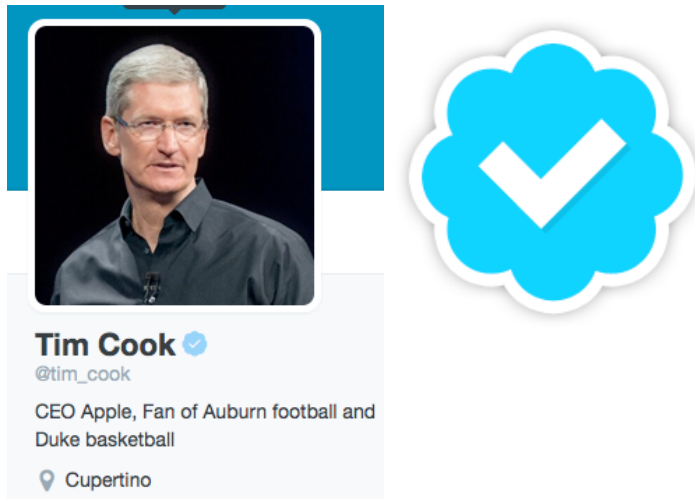 Tim Cook
@tim_cook
CEO Apple, Fan of Auburn football and
Duke basketball
Cupertino